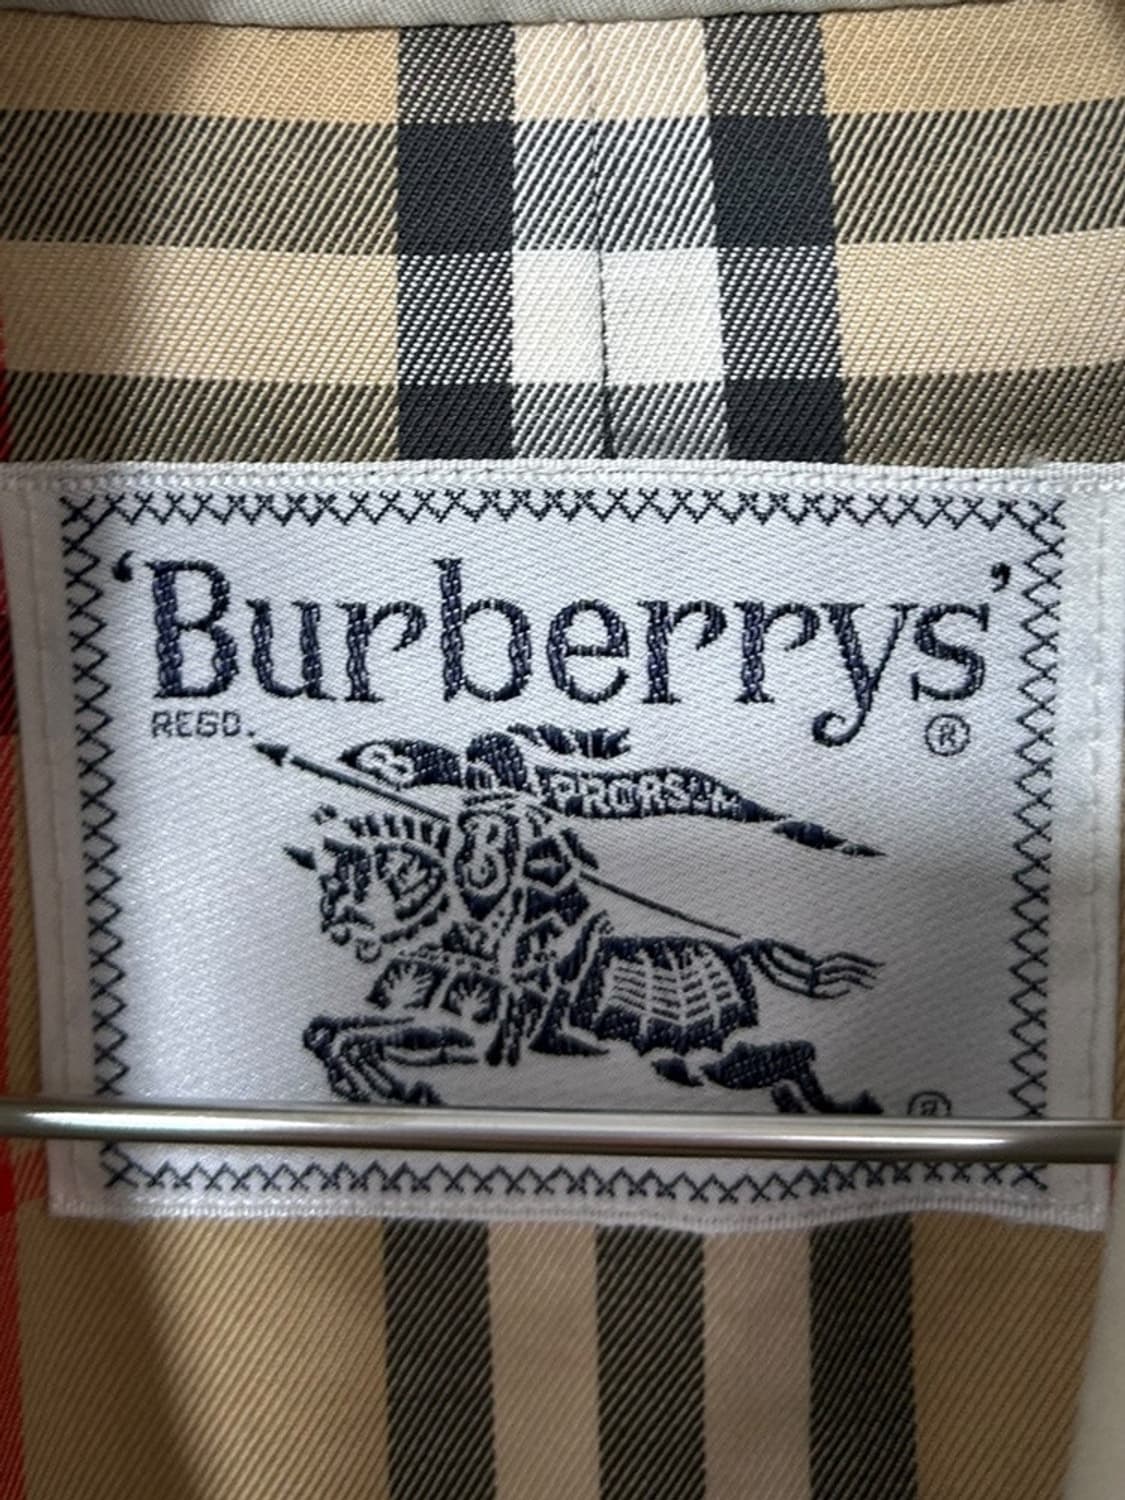 ‘Burberrys’
REGD. ®
B PRORSUM
B
®